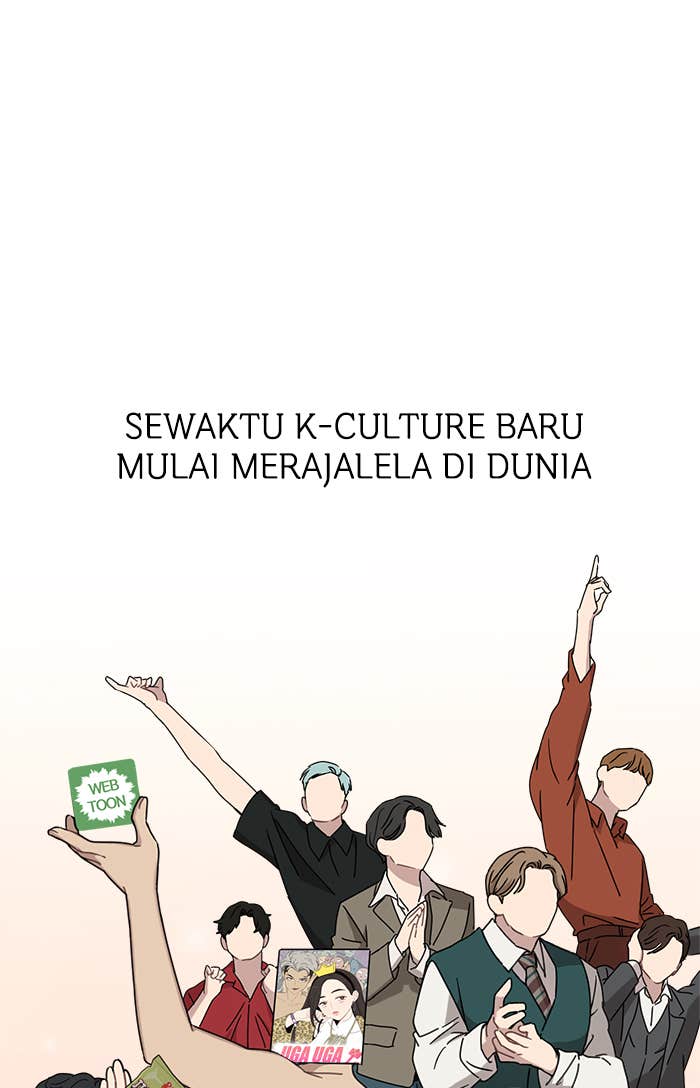 SEWAKTU K-CULTURE BARU
MULAI MERAJALELA DI DUNIA
WEB
TOON
UGA UGA